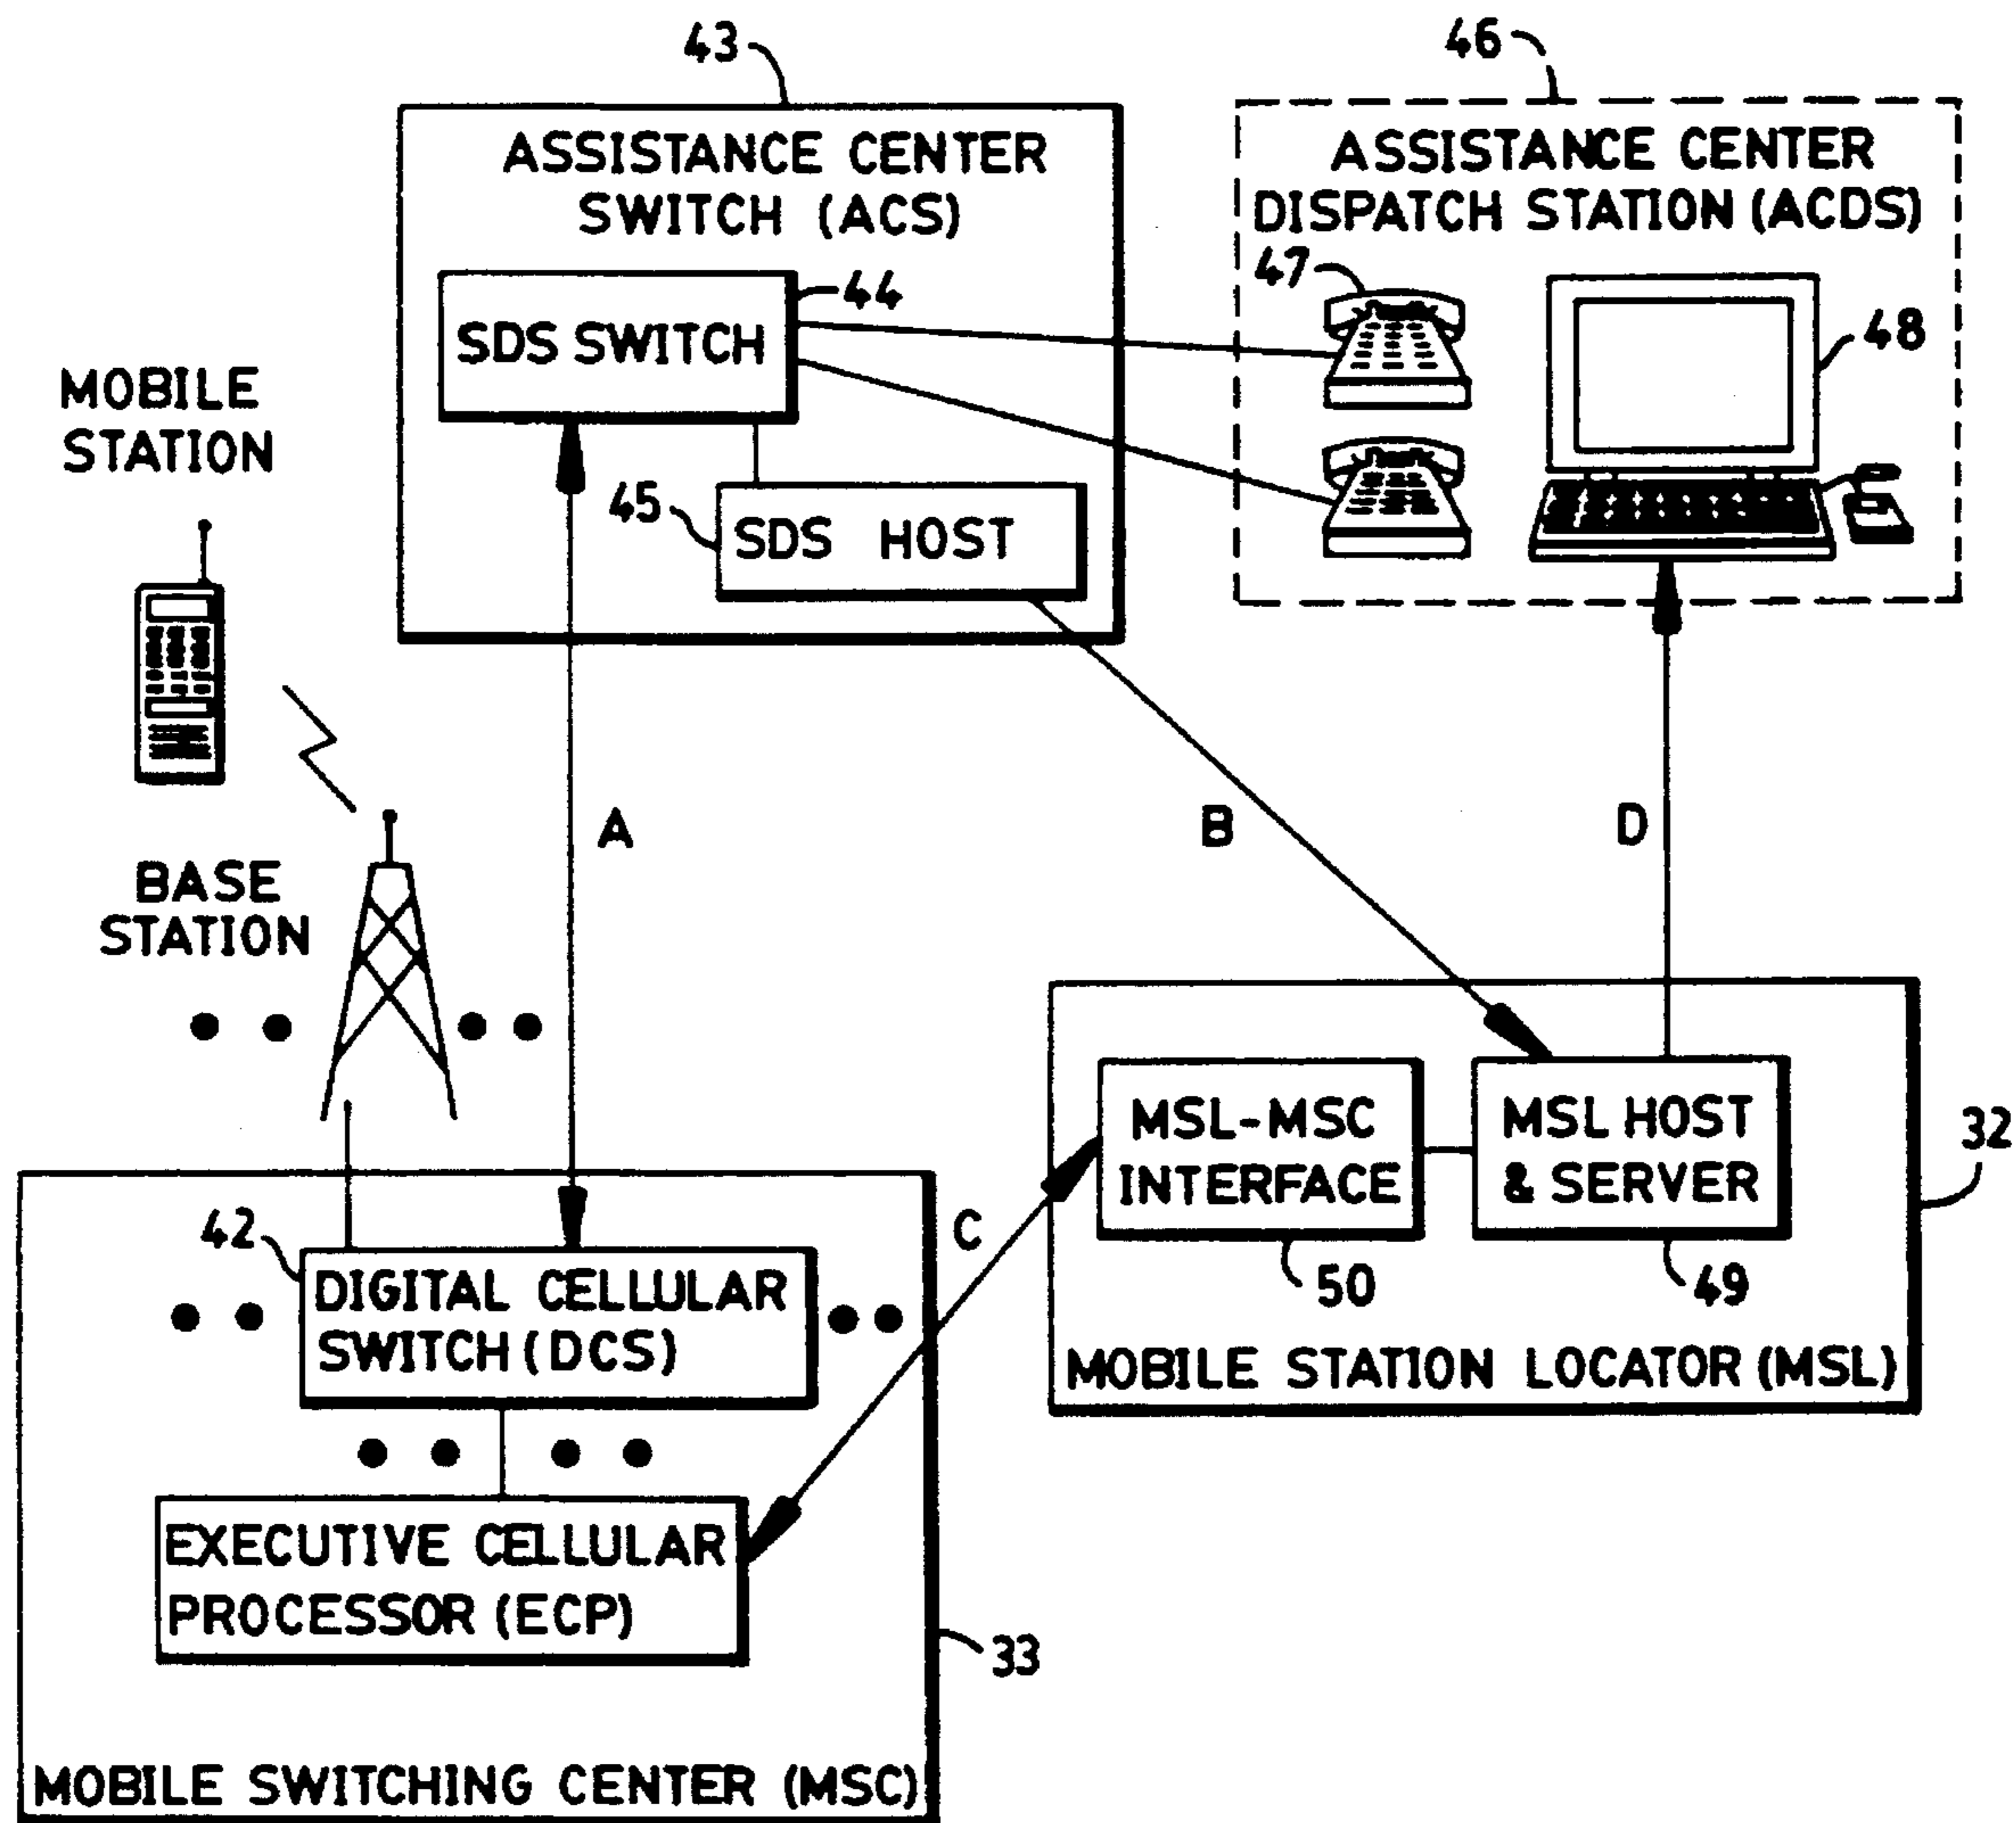 43
46
ASSISTANCE CENTER
SWITCH (ACS)
ASSISTANCE CENTER
DISPATCH STATION (ACDS)
44
SDS SWITCH
47
48
MOBILE
STATION
45
SDS HOST
A
B
D
BASE
STATION
MSL-MSC
INTERFACE
MSL HOST
& SERVER
32
C
42
DIGITAL CELLULAR
SWITCH (DCS)
50
49
MOBILE STATION LOCATOR (MSL)
EXECUTIVE CELLULAR
PROCESSOR (ECP)
33
MOBILE SWITCHING CENTER (MSC)